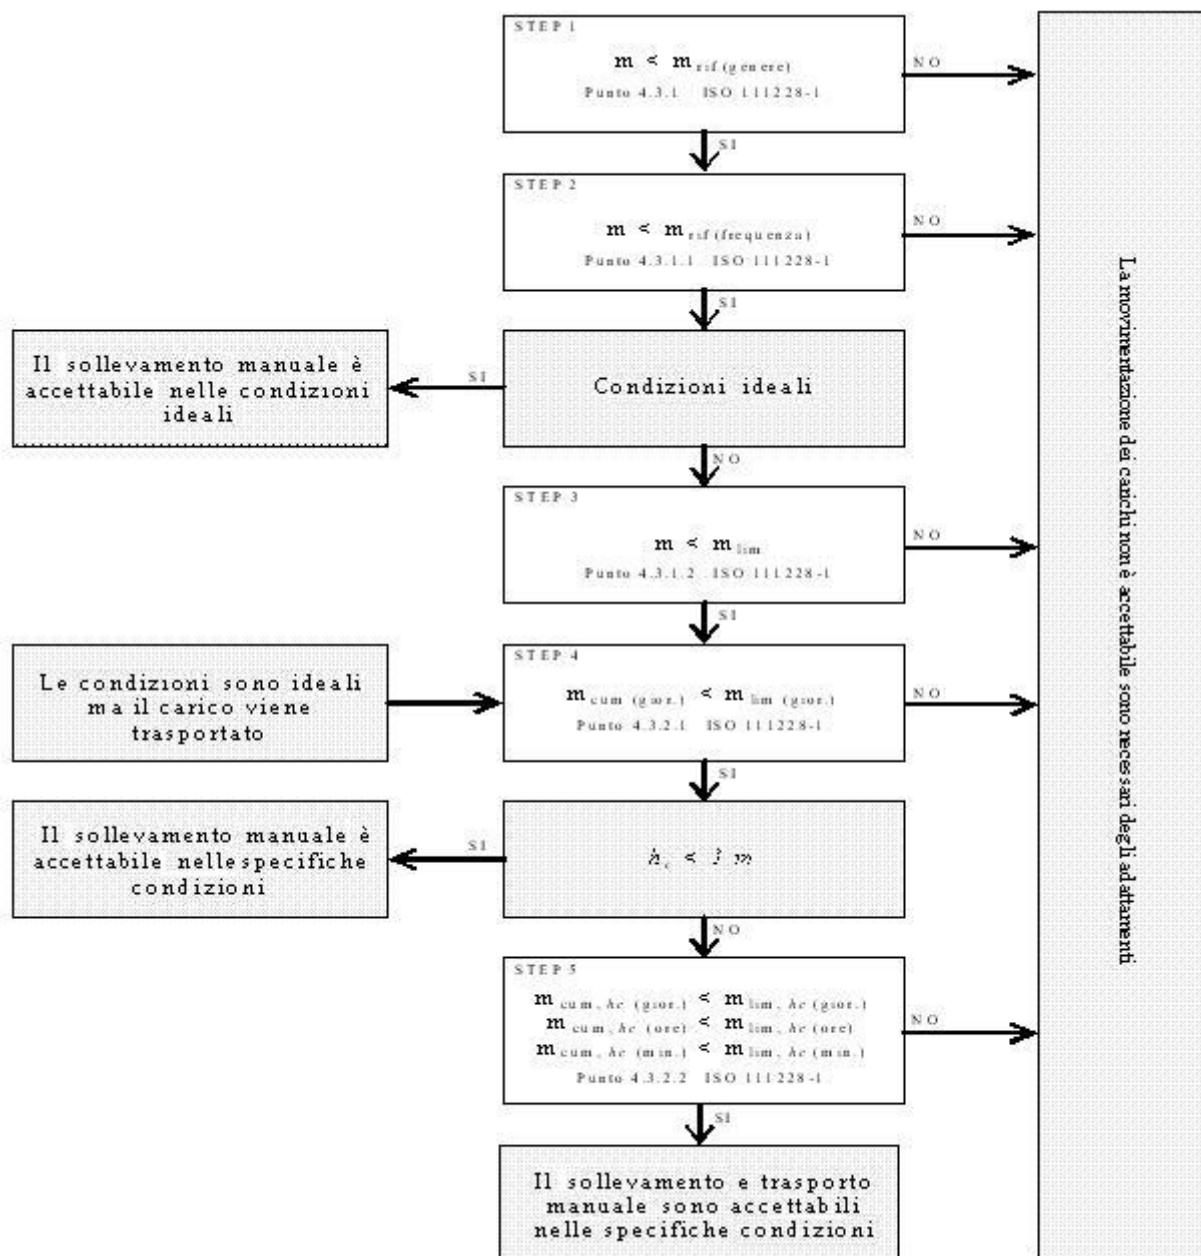 STEP 1
m < m rif (genere)
Punto 4.3.1 ISO 111228-1
NO
SI
STEP 2
m < m rif (frequenza)
Punto 4.3.1.1 ISO 111228-1
NO
SI
Il sollevamento manuale è
accettabile nelle condizioni
ideali
SI
Condizioni ideali
NO
STEP 3
m < m lim
Punto 4.3.1.2 ISO 111228-1
NO
SI
Le condizioni sono ideali
ma il carico viene
trasportato
STEP 4
m cum (gior.) < m lim (gior.)
Punto 4.3.2.1 ISO 111228-1
NO
SI
Il sollevamento manuale è
accettabile nelle specifiche
condizioni
SI
h c < 1 m
NO
STEP 5
m cum, hc (gior.) < m lim, hc (gior.)
m cum, hc (ore) < m lim, hc (ore)
m cum, hc (min.) < m lim, hc (min.)
Punto 4.3.2.2 ISO 111228-1
NO
SI
Il sollevamento e trasporto
manuale sono accettabili
nelle specifiche condizioni
La movimentazione dei carichi non è accettabile sono necessari degli adattamenti